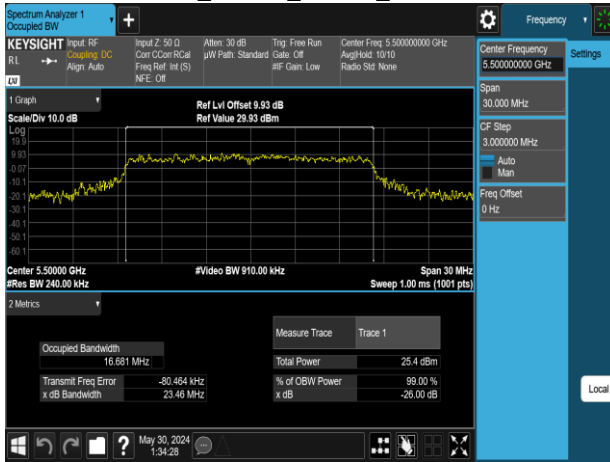 Spectrum Analyzer 1
Occupied BW
+
Frequency
KEYSIGHT Input: RF
RL
Coupling: DC
Align: Auto
LXI
Input Z: 50 Ω
Corr CCorr RCal
Freq Ref: Int (S)
NFE: Off
Atten: 30 dB
µW Path: Standard
Trig: Free Run
Gate: Off
#IF Gain: Low
Center Freq: 5.500000000 GHz
Avg|Hold: 10/10
Radio Std: None
Center Frequency
5.500000000 GHz
Settings
Span
30.000 MHz
CF Step
3.000000 MHz
Auto
Man
Freq Offset
0 Hz
Local
1 Graph
Scale/Div 10.0 dB
Ref Lvl Offset 9.93 dB
Ref Value 29.93 dBm
Log
19.9
9.93
-0.07
-10.1
-20.1
-30.1
-40.1
-50.1
-60.1
Center 5.50000 GHz
#Video BW 910.00 kHz
Span 30 MHz
#Res BW 240.00 kHz
Sweep 1.00 ms (1001 pts)
2 Metrics
Measure Trace
Trace 1
Occupied Bandwidth
16.681 MHz
Total Power
25.4 dBm
Transmit Freq Error
-80.464 kHz
% of OBW Power
99.00 %
x dB Bandwidth
23.46 MHz
x dB
-26.00 dB
?
May 30, 2024
1:34:28